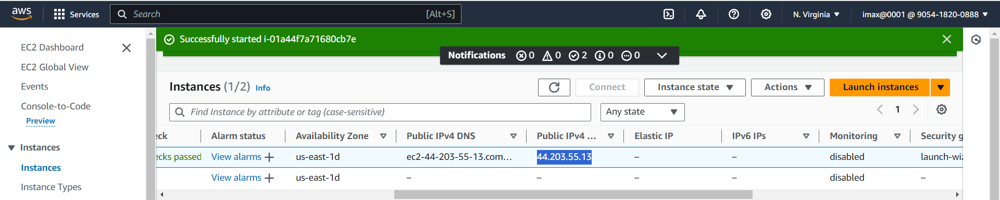 aws Services Search [Alt+S] N. Virginia imax@0001 @ 9054-1820-0888
EC2 Dashboard
EC2 Global View
Events
Console-to-Code
Preview
Instances
Instances
Instance Types
Successfully started i-01a44f7a71680cb7e
Notifications 0 0 2 0 0
Instances (1/2) Info Connect Instance state Actions Launch instances
Find Instance by attribute or tag (case-sensitive) Any state 1
eck Alarm status Availability Zone Public IPv4 DNS Public IPv4 ... Elastic IP IPv6 IPs Monitoring Security g
ecks passed View alarms + us-east-1d ec2-44-203-55-13.com... 44.203.55.13 – – disabled launch-wiz
View alarms + us-east-1d – – – – disabled –